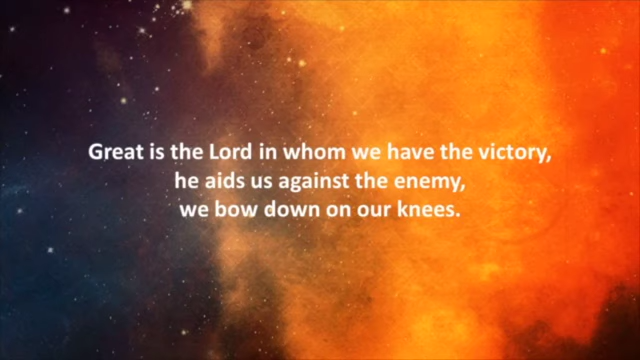 Great is the Lord in whom we have the victory,
he aids us against the enemy,
we bow down on our knees.